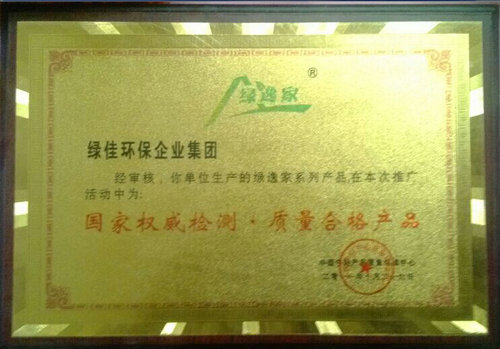 绿逸家®
绿佳环保企业集团
经审核，你单位生产的绿逸家系列产品，在本次推广
活动中为：
国家权威检测·质量合格产品